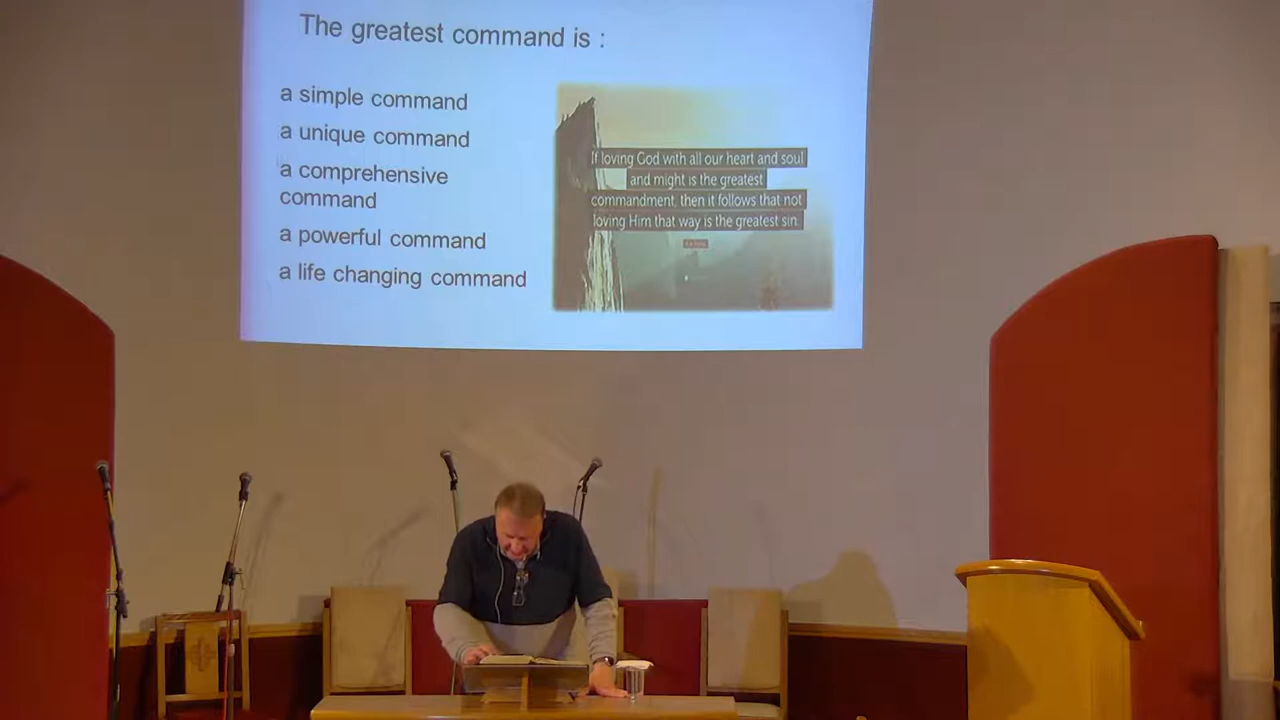 The greatest command is :
a simple command
a unique command
a comprehensive
command
a powerful command
a life changing command
If loving God with all our heart and soul
and might is the greatest
commandment, then it follows that not
loving Him that way is the greatest sin.